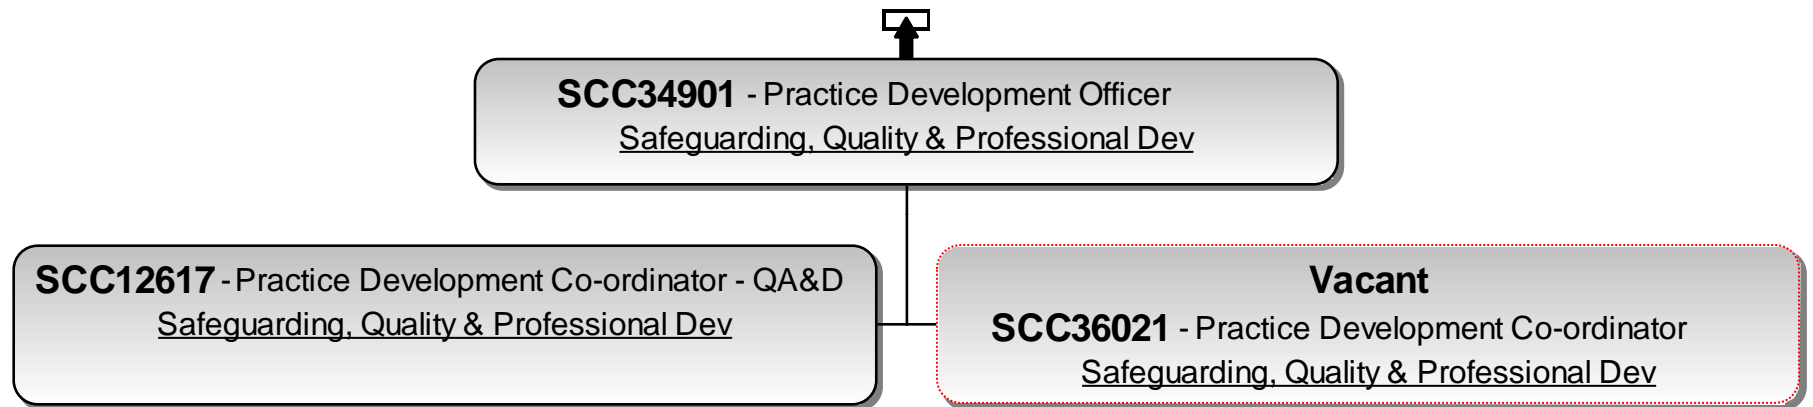 SCC34901 - Practice Development Officer
Safeguarding, Quality & Professional Dev
SCC12617 - Practice Development Co-ordinator - QA&D
Safeguarding, Quality & Professional Dev
Vacant
SCC36021 - Practice Development Co-ordinator
Safeguarding, Quality & Professional Dev